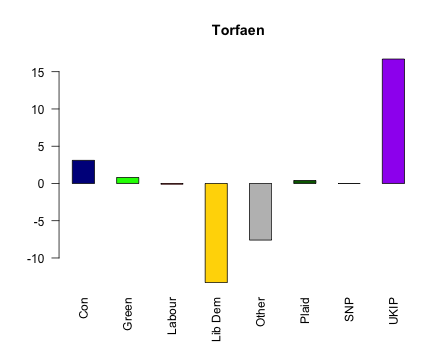 Torfaen
15
10
5
0
-5
-10
Con
Green
Labour
Lib Dem
Other
Plaid
SNP
UKIP